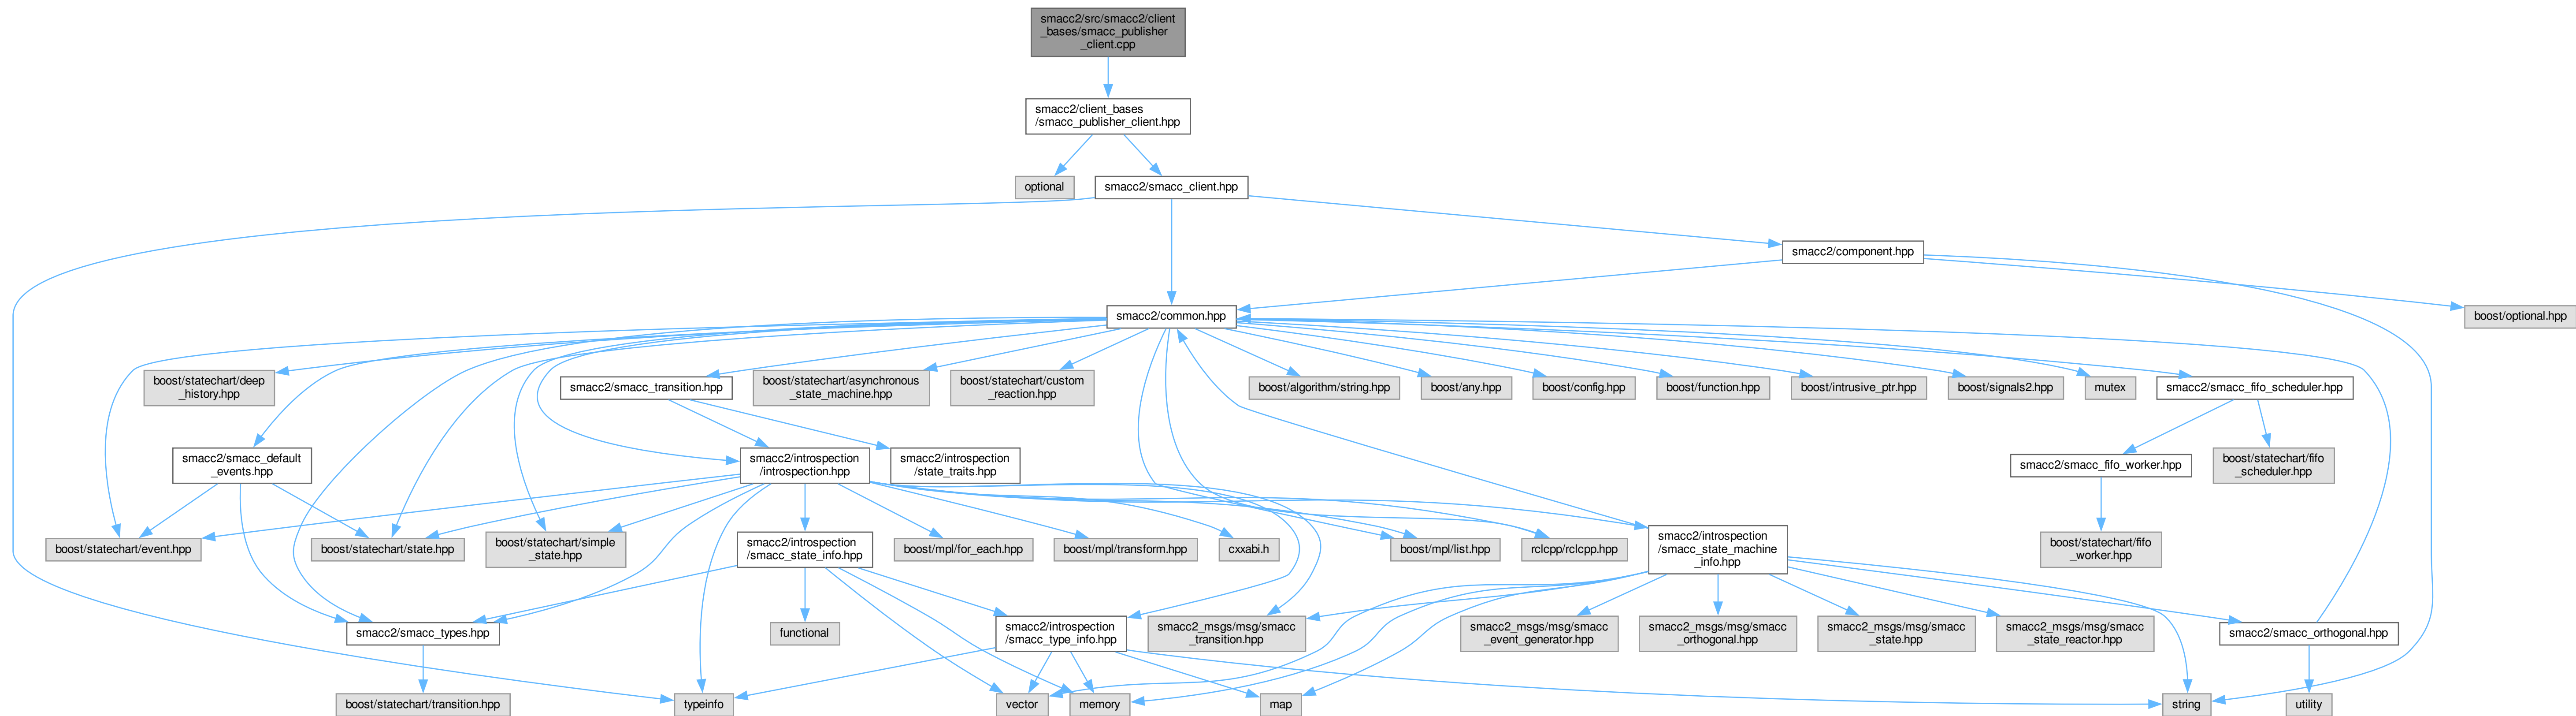 smacc2/src/smacc2/client
_bases/smacc_publisher
_client.cpp
smacc2/client_bases
/smacc_publisher_client.hpp
optional
smacc2/smacc_client.hpp
smacc2/component.hpp
smacc2/common.hpp
boost/optional.hpp
boost/statechart/deep
_history.hpp
smacc2/smacc_transition.hpp
boost/statechart/asynchronous
_state_machine.hpp
boost/statechart/custom
_reaction.hpp
boost/algorithm/string.hpp
boost/any.hpp
boost/config.hpp
boost/function.hpp
boost/intrusive_ptr.hpp
boost/signals2.hpp
mutex
smacc2/smacc_fifo_scheduler.hpp
smacc2/smacc_default
_events.hpp
smacc2/introspection
/introspection.hpp
smacc2/introspection
/state_traits.hpp
smacc2/smacc_fifo_worker.hpp
boost/statechart/fifo
_scheduler.hpp
boost/statechart/event.hpp
boost/statechart/state.hpp
boost/statechart/simple
_state.hpp
smacc2/introspection
/smacc_state_info.hpp
boost/mpl/for_each.hpp
boost/mpl/transform.hpp
cxxabi.h
boost/mpl/list.hpp
rclcpp/rclcpp.hpp
smacc2/introspection
/smacc_state_machine
_info.hpp
boost/statechart/fifo
_worker.hpp
smacc2/smacc_types.hpp
functional
smacc2/introspection
/smacc_type_info.hpp
smacc2_msgs/msg/smacc
_transition.hpp
smacc2_msgs/msg/smacc
_event_generator.hpp
smacc2_msgs/msg/smacc
_orthogonal.hpp
smacc2_msgs/msg/smacc
_state.hpp
smacc2_msgs/msg/smacc
_state_reactor.hpp
smacc2/smacc_orthogonal.hpp
boost/statechart/transition.hpp
typeinfo
vector
memory
map
string
utility